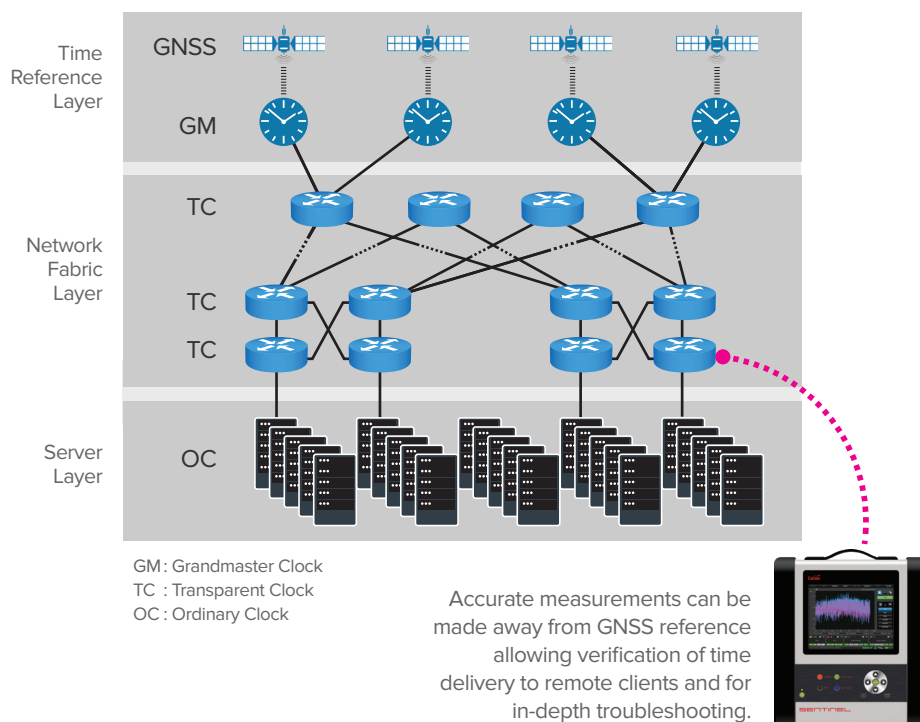 GNSS
Time
Reference
Layer
GM
TC
Network
Fabric
Layer
TC
TC
Server
Layer
OC
GM : Grandmaster Clock
TC : Transparent Clock
OC : Ordinary Clock
Accurate measurements can be
made away from GNSS reference
allowing verification of time
delivery to remote clients and for
in-depth troubleshooting.
SENTINEL